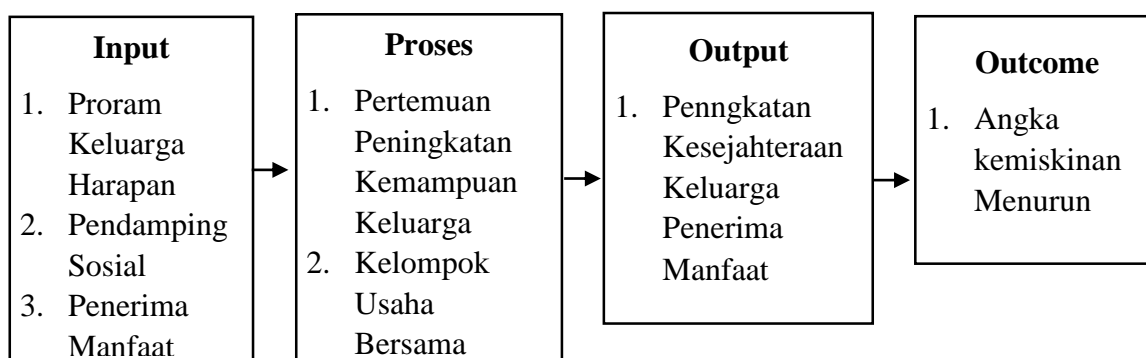 Input
1. Proram
Keluarga
Harapan
2. Pendamping
Sosial
3. Penerima
Manfaat
Proses
1. Pertemuan
Peningkatan
Kemampuan
Keluarga
2. Kelompok
Usaha
Bersama
Output
1. Penngkatan
Kesejahteraan
Keluarga
Penerima
Manfaat
Outcome
1. Angka
kemiskinan
Menurun